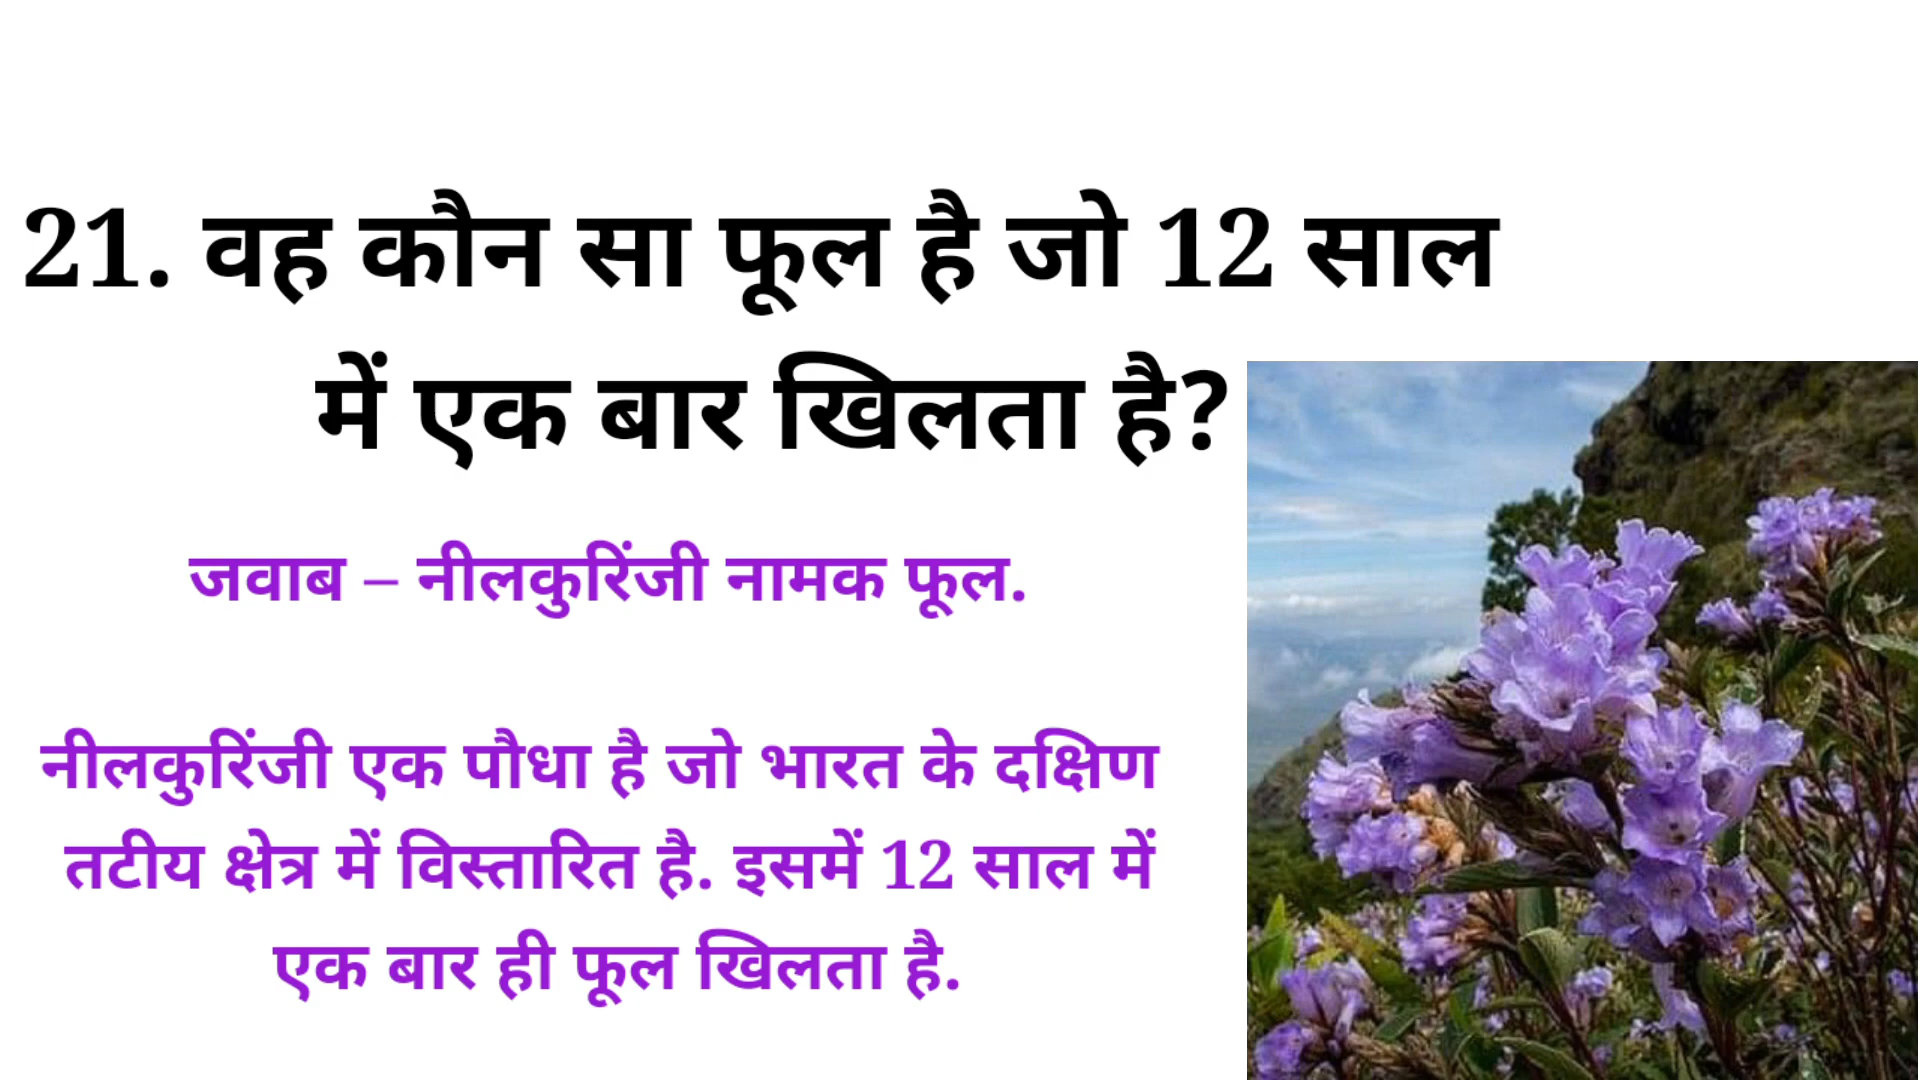 21. वह कौन सा फूल है जो 12 साल
में एक बार खिलता है?
जवाब – नीलकुरिंजी नामक फूल.
नीलकुरिंजी एक पौधा है जो भारत के दक्षिण
तटीय क्षेत्र में विस्तारित है. इसमें 12 साल में
एक बार ही फूल खिलता है.